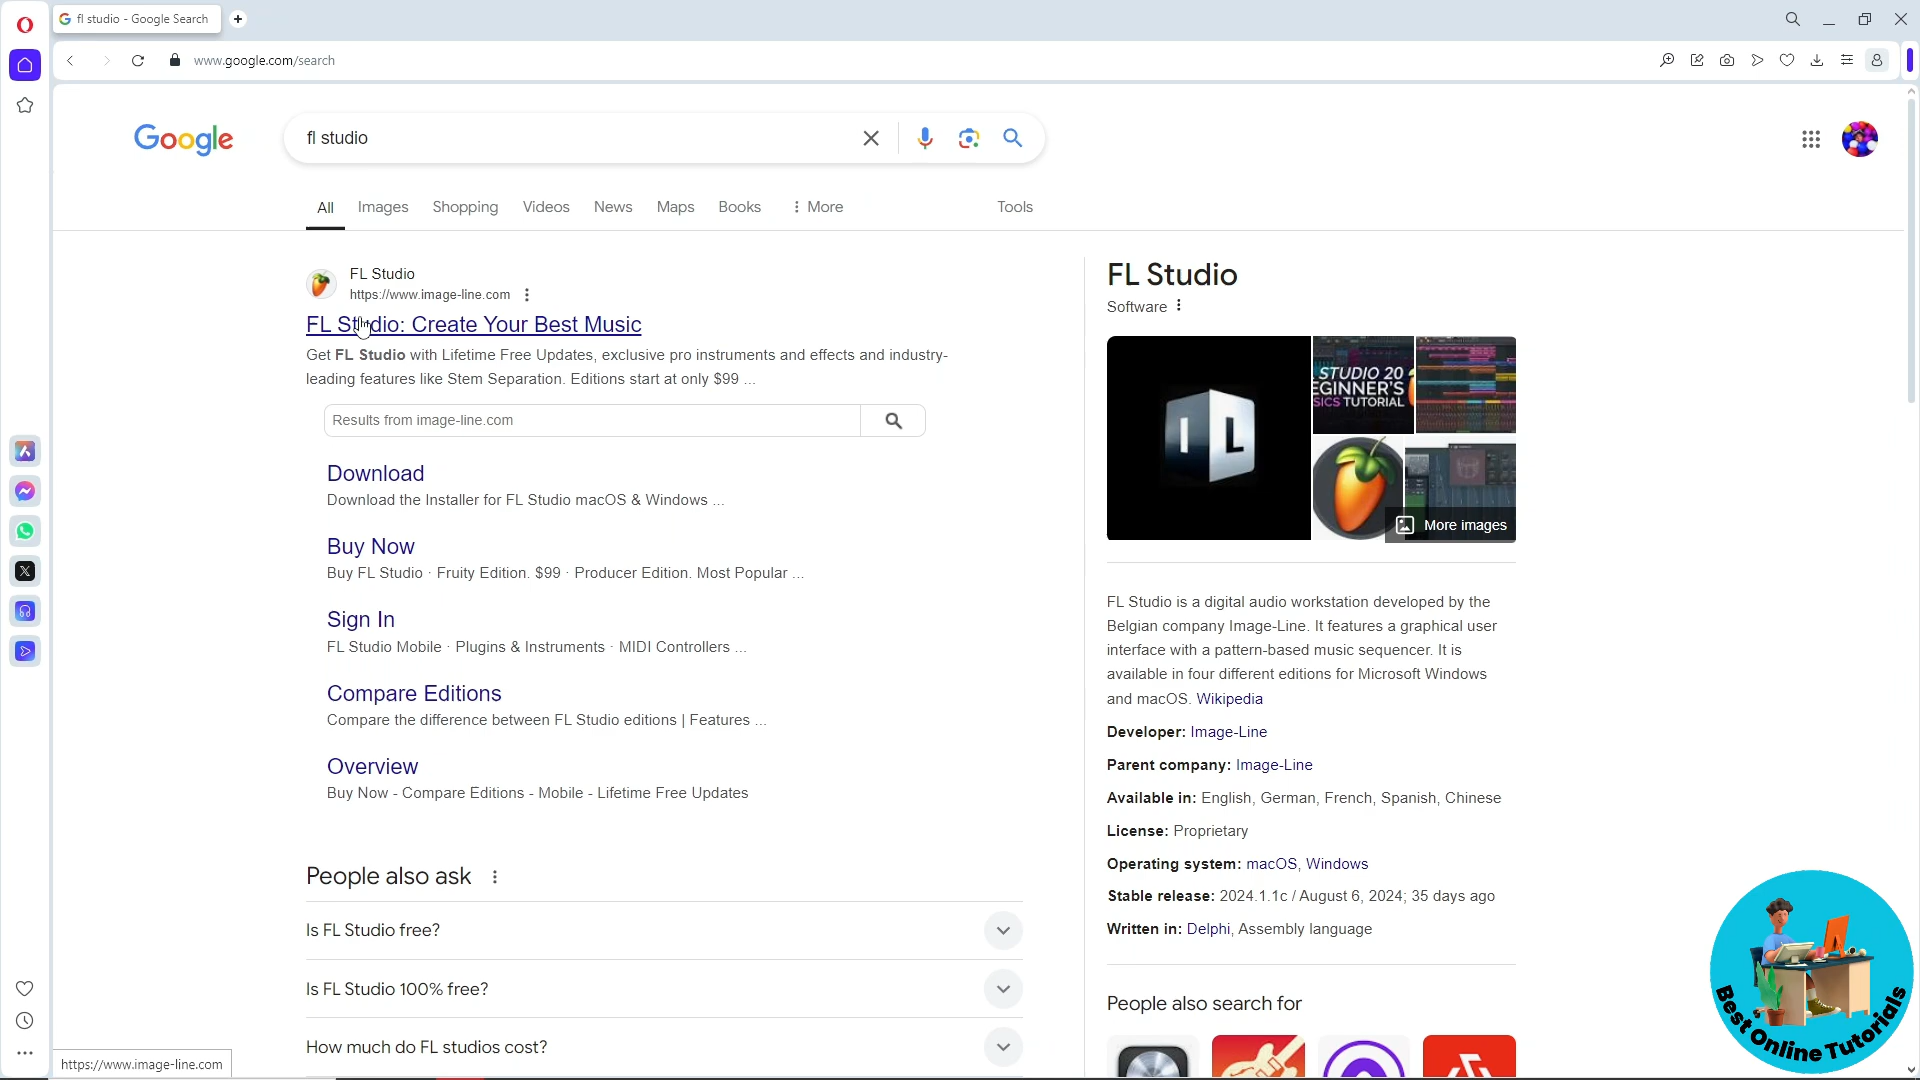 fl studio - Google Search
www.google.com/search
Google
fl studio
All Images Shopping Videos News Maps Books More Tools
FL Studio
https://www.image-line.com
FL Studio: Create Your Best Music
Get FL Studio with Lifetime Free Updates, exclusive pro instruments and effects and industry-
leading features like Stem Separation. Editions start at only $99 ...
Results from image-line.com
Download
Download the Installer for FL Studio macOS & Windows ...
Buy Now
Buy FL Studio · Fruity Edition. $99 · Producer Edition. Most Popular ...
Sign In
FL Studio Mobile · Plugins & Instruments · MIDI Controllers ...
Compare Editions
Compare the difference between FL Studio editions | Features ...
Overview
Buy Now - Compare Editions - Mobile - Lifetime Free Updates
People also ask
Is FL Studio free?
Is FL Studio 100% free?
How much do FL studios cost?
https://www.image-line.com
FL Studio
Software
I L
STUDIO 20
EGINNER'S
SICS TUTORIAL
More images
FL Studio is a digital audio workstation developed by the
Belgian company Image-Line. It features a graphical user
interface with a pattern-based music sequencer. It is
available in four different editions for Microsoft Windows
and macOS. Wikipedia
Developer: Image-Line
Parent company: Image-Line
Available in: English, German, French, Spanish, Chinese
License: Proprietary
Operating system: macOS, Windows
Stable release: 2024.1.1c / August 6, 2024; 35 days ago
Written in: Delphi, Assembly language
People also search for
Best Online Tutorials